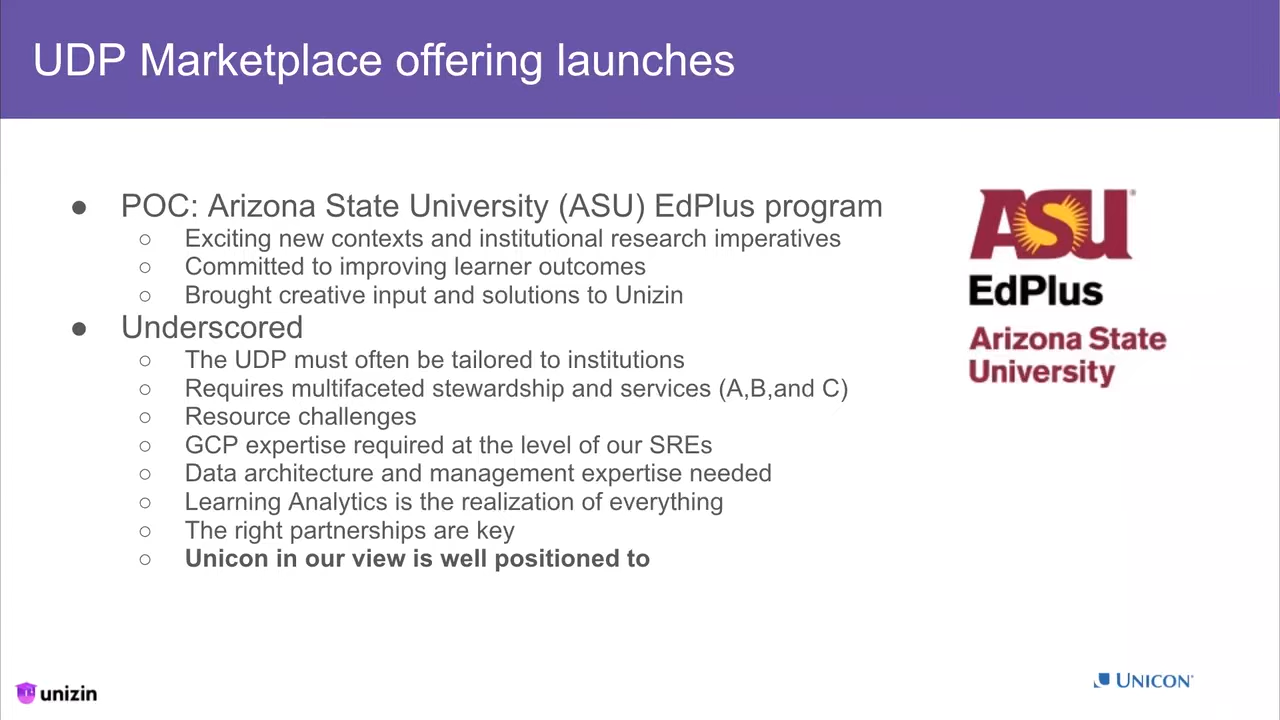 UDP Marketplace offering launches
● POC: Arizona State University (ASU) EdPlus program
○ Exciting new contexts and institutional research imperatives
○ Committed to improving learner outcomes
○ Brought creative input and solutions to Unizin
● Underscored
○ The UDP must often be tailored to institutions
○ Requires multifaceted stewardship and services (A,B,and C)
○ Resource challenges
○ GCP expertise required at the level of our SREs
○ Data architecture and management expertise needed
○ Learning Analytics is the realization of everything
○ The right partnerships are key
○ Unicon in our view is well positioned to
ASU
EdPlus
Arizona State
University
unizin
UNICON